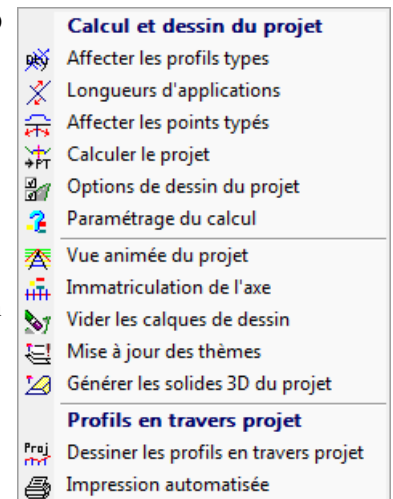 Calcul et dessin du projet
Affecter les profils types
Longueurs d'applications
Affecter les points typés
Calculer le projet
Options de dessin du projet
Paramétrage du calcul
Vue animée du projet
Immatriculation de l'axe
Vider les calques de dessin
Mise à jour des thèmes
Générer les solides 3D du projet
Profils en travers projet
Dessiner les profils en travers projet
Impression automatisée